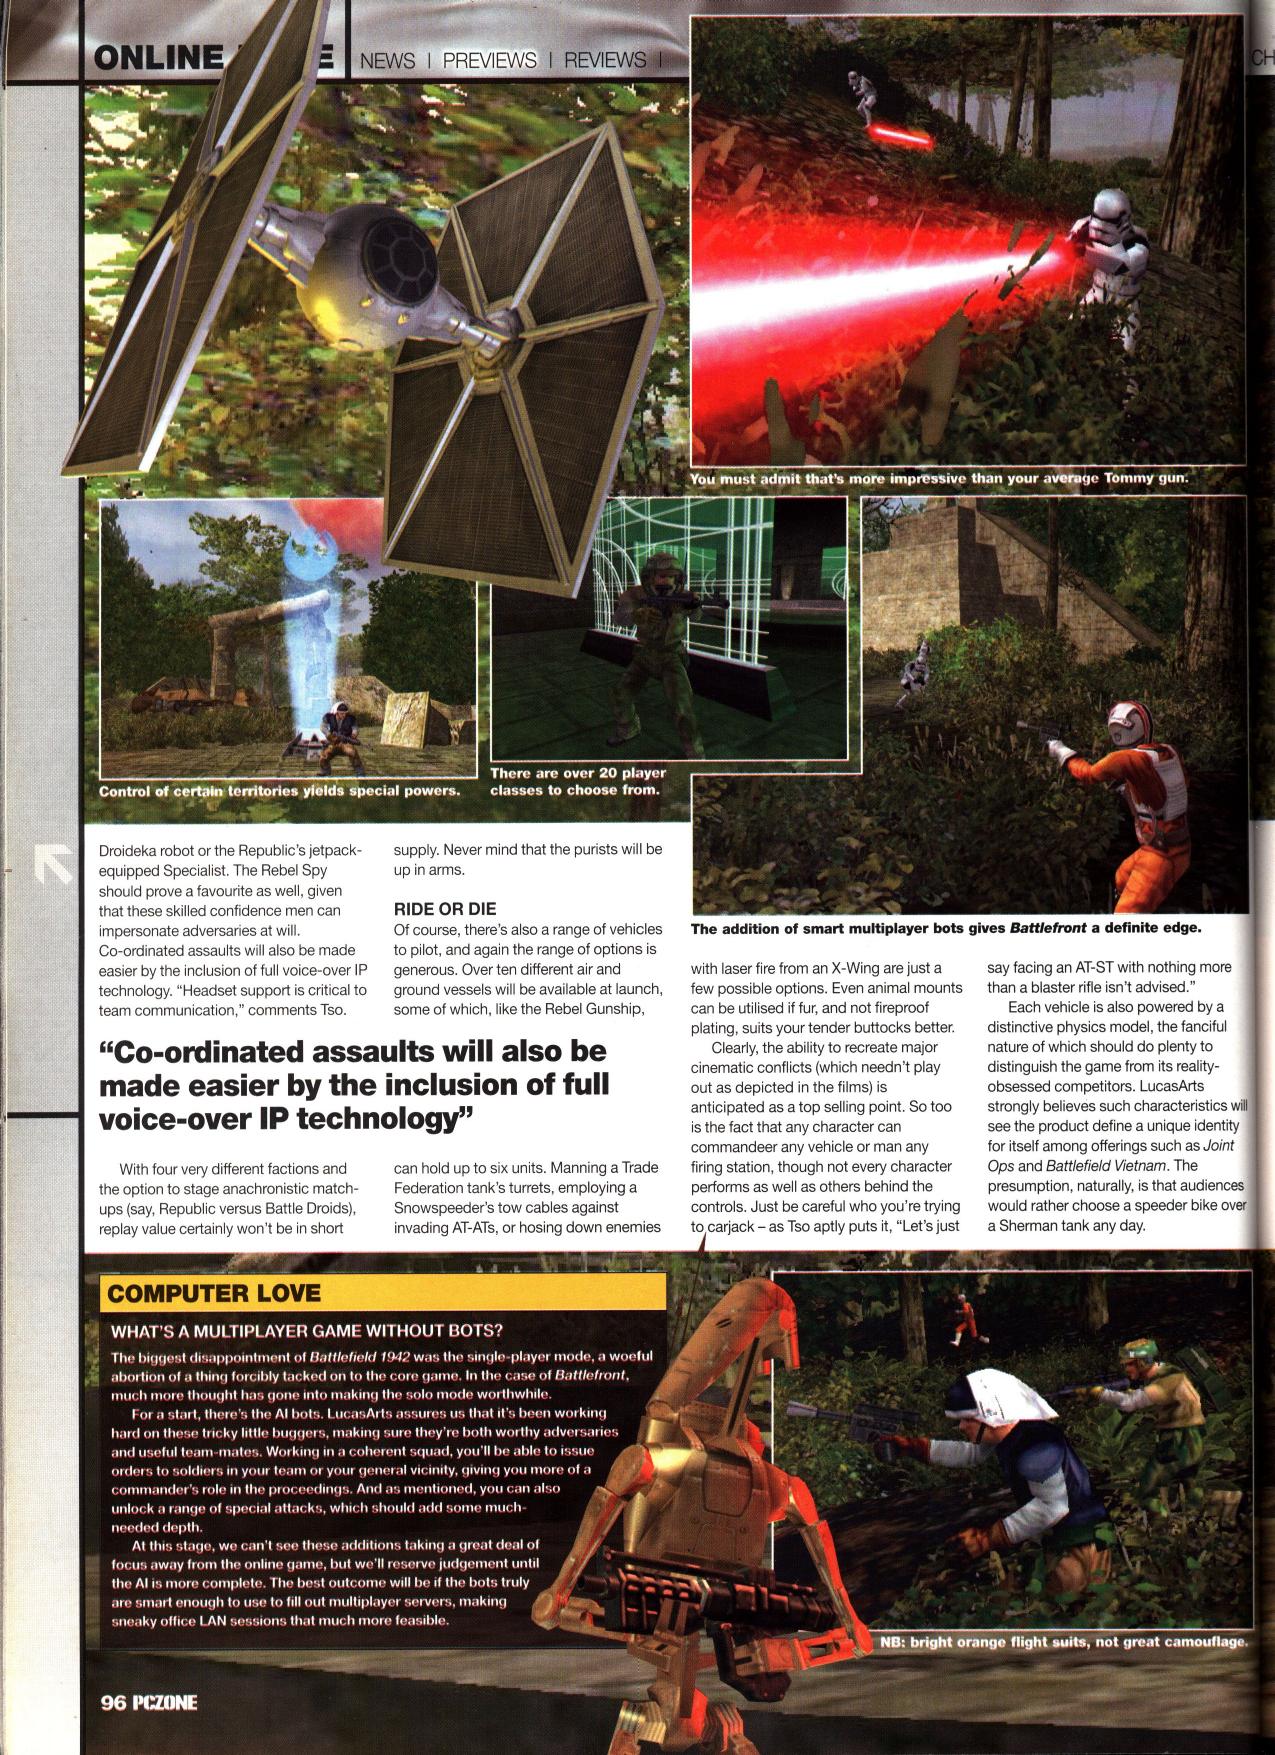 ONLINE
NEWS | PREVIEWS | REVIEWS |
CH
You must admit that's more impressive than your average Tommy gun.
Control of certain territories yields special powers.
There are over 20 player
classes to choose from.
The addition of smart multiplayer bots gives Battlefront a definite edge.
Droideka robot or the Republic's jetpack-
equipped Specialist. The Rebel Spy
should prove a favourite as well, given
that these skilled confidence men can
impersonate adversaries at will.
Co-ordinated assaults will also be made
easier by the inclusion of full voice-over IP
technology. “Headset support is critical to
team communication,” comments Tso.
“Co-ordinated assaults will also be
made easier by the inclusion of full
voice-over IP technology”
With four very different factions and
the option to stage anachronistic match-
ups (say, Republic versus Battle Droids),
replay value certainly won't be in short
supply. Never mind that the purists will be
up in arms.
RIDE OR DIE
Of course, there's also a range of vehicles
to pilot, and again the range of options is
generous. Over ten different air and
ground vessels will be available at launch,
some of which, like the Rebel Gunship,
can hold up to six units. Manning a Trade
Federation tank's turrets, employing a
Snowspeeder's tow cables against
invading AT-ATs, or hosing down enemies
with laser fire from an X-Wing are just a
few possible options. Even animal mounts
can be utilised if fur, and not fireproof
plating, suits your tender buttocks better.
Clearly, the ability to recreate major
cinematic conflicts (which needn't play
out as depicted in the films) is
anticipated as a top selling point. So too
is the fact that any character can
commandeer any vehicle or man any
firing station, though not every character
performs as well as others behind the
controls. Just be careful who you're trying
to carjack – as Tso aptly puts it, “Let's just
say facing an AT-ST with nothing more
than a blaster rifle isn't advised.”
Each vehicle is also powered by a
distinctive physics model, the fanciful
nature of which should do plenty to
distinguish the game from its reality-
obsessed competitors. LucasArts
strongly believes such characteristics will
see the product define a unique identity
for itself among offerings such as Joint
Ops and Battlefield Vietnam. The
presumption, naturally, is that audiences
would rather choose a speeder bike over
a Sherman tank any day.
COMPUTER LOVE
WHAT'S A MULTIPLAYER GAME WITHOUT BOTS?
The biggest disappointment of Battlefield 1942 was the single-player mode, a woeful
abortion of a thing forcibly tacked on to the core game. In the case of Battlefront,
much more thought has gone into making the solo mode worthwhile.
For a start, there's the AI bots. LucasArts assures us that it's been working
hard on these tricky little buggers, making sure they're both worthy adversaries
and useful team-mates. Working in a coherent squad, you'll be able to issue
orders to soldiers in your team or your general vicinity, giving you more of a
commander's role in the proceedings. And as mentioned, you can also
unlock a range of special attacks, which should add some much-
needed depth.
At this stage, we can't see these additions taking a great deal of
focus away from the online game, but we'll reserve judgement until
the AI is more complete. The best outcome will be if the bots truly
are smart enough to use to fill out multiplayer servers, making
sneaky office LAN sessions that much more feasible.
NB: bright orange flight suits, not great camouflage.
96 PCZONE